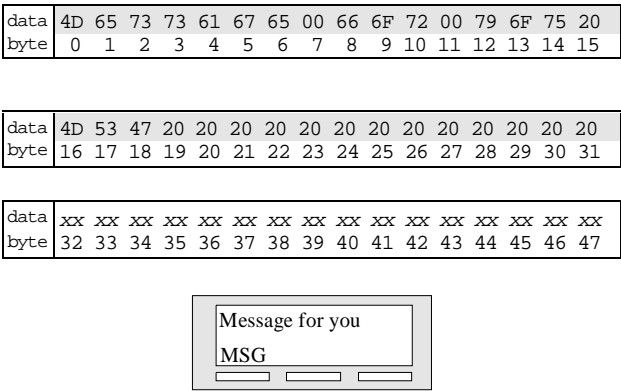 data 4D 65 73 73 61 67 65 00 66 6F 72 00 79 6F 75 20
byte 0 1 2 3 4 5 6 7 8 9 10 11 12 13 14 15
data 4D 53 47 20 20 20 20 20 20 20 20 20 20 20 20 20
byte 16 17 18 19 20 21 22 23 24 25 26 27 28 29 30 31
data xx xx xx xx xx xx xx xx xx xx xx xx xx xx xx xx
byte 32 33 34 35 36 37 38 39 40 41 42 43 44 45 46 47
Message for you
MSG